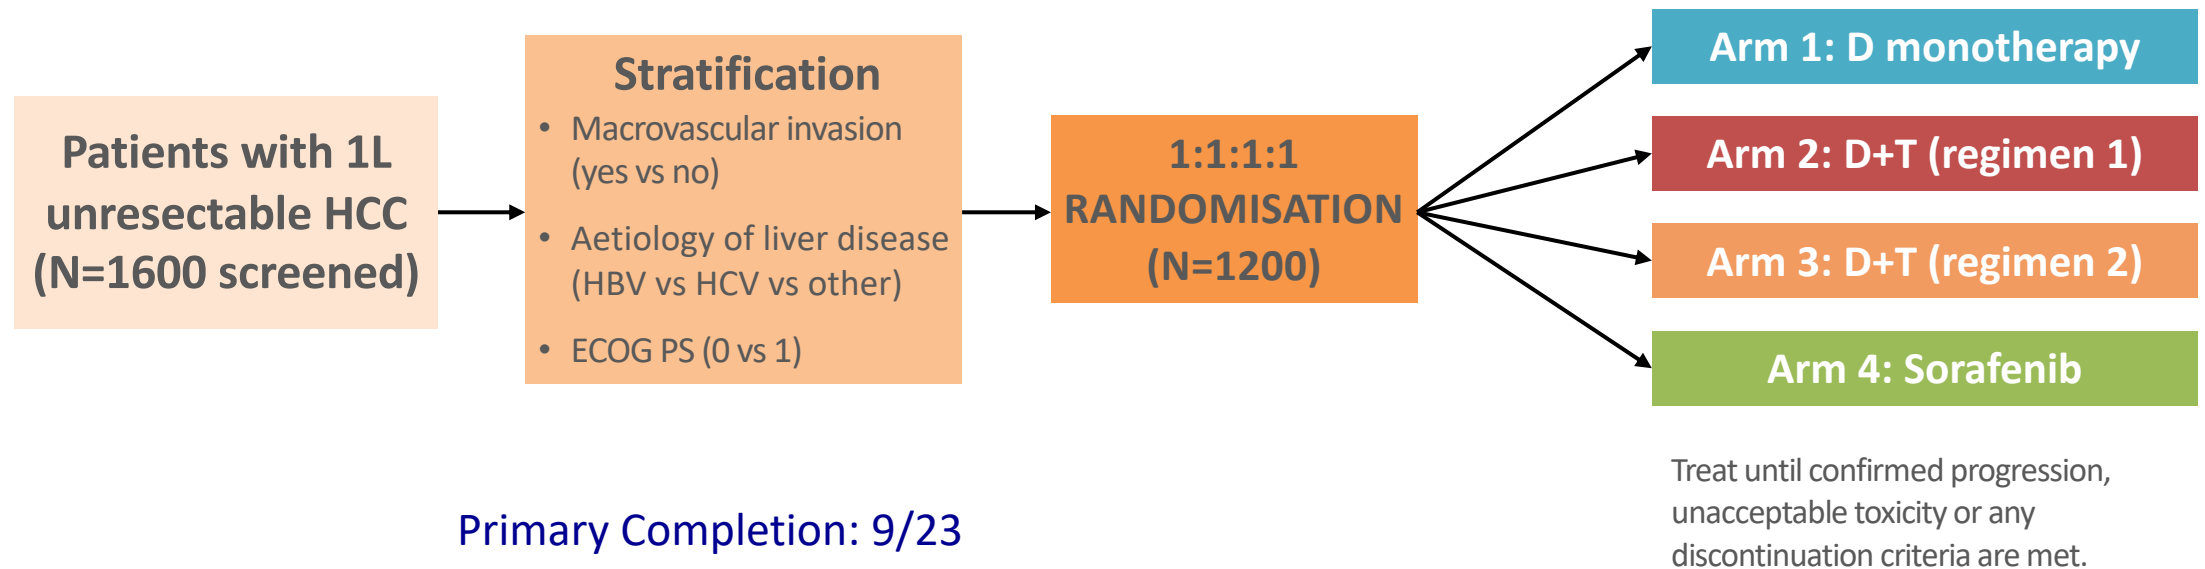 Patients with 1L
unresectable HCC
(N=1600 screened)
Stratification
• Macrovascular invasion
(yes vs no)
• Aetiology of liver disease
(HBV vs HCV vs other)
• ECOG PS (0 vs 1)
1:1:1:1
RANDOMISATION
(N=1200)
Arm 1: D monotherapy
Arm 2: D+T (regimen 1)
Arm 3: D+T (regimen 2)
Arm 4: Sorafenib
Treat until confirmed progression,
unacceptable toxicity or any
discontinuation criteria are met.
Primary Completion: 9/23